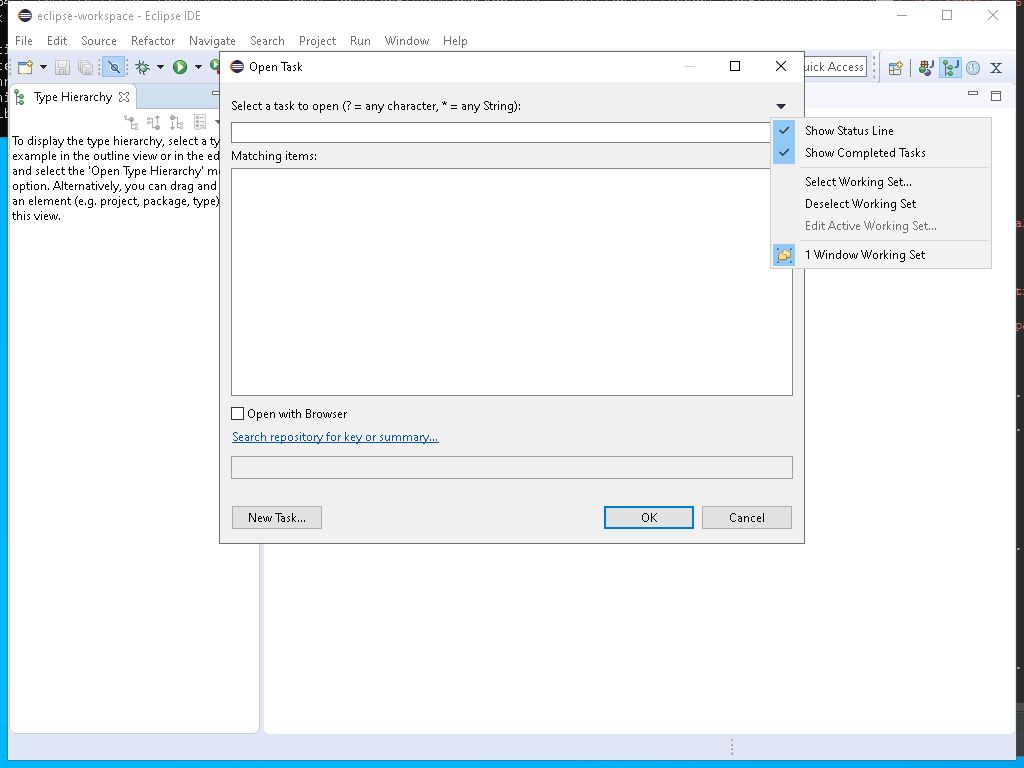 eclipse-workspace - Eclipse IDE
File Edit Source Refactor Navigate Search Project Run Window Help
Open Task
uick Access
Type Hierarchy
Select a task to open (? = any character, * = any String):
To display the type hierarchy, select a ty
example in the outline view or in the ed
and select the 'Open Type Hierarchy' m
option. Alternatively, you can drag and
an element (e.g. project, package, type)
this view.
Matching items:
Show Status Line
Show Completed Tasks
Select Working Set...
Deselect Working Set
Edit Active Working Set...
1 Window Working Set
Open with Browser
Search repository for key or summary...
New Task...
OK
Cancel